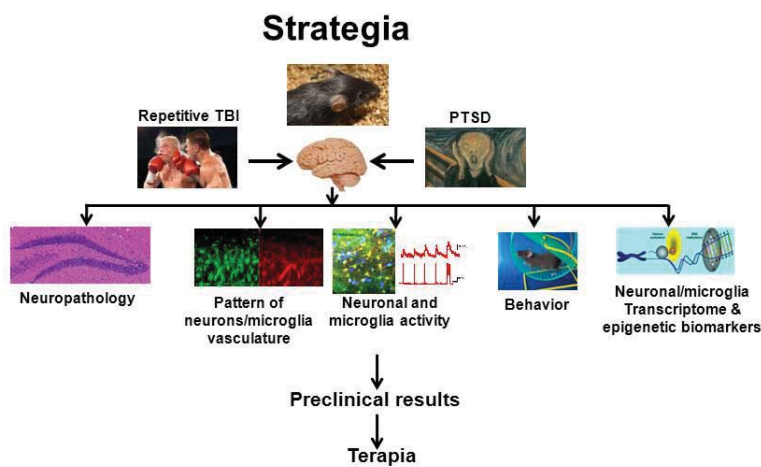 Strategia
Repetitive TBI
PTSD
Neuropathology
Pattern of
neurons/microglia
vasculature
Neuronal and
microglia activity
Behavior
Neuronal/microglia
Transcriptome &
epigenetic biomarkers
Preclinical results
Terapia